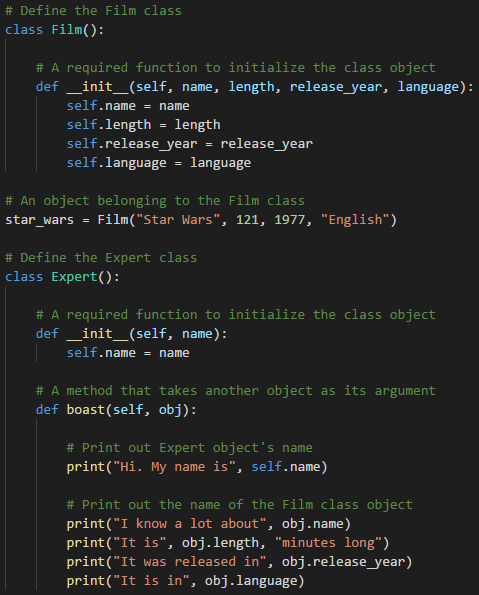 # Define the Film class
class Film():
# A required function to initialize the class object
def __init__(self, name, length, release_year, language):
self.name = name
self.length = length
self.release_year = release_year
self.language = language
# An object belonging to the Film class
star_wars = Film("Star Wars", 121, 1977, "English")
# Define the Expert class
class Expert():
# A required function to initialize the class object
def __init__(self, name):
self.name = name
# A method that takes another object as its argument
def boast(self, obj):
# Print out Expert object's name
print("Hi. My name is", self.name)
# Print out the name of the Film class object
print("I know a lot about", obj.name)
print("It is", obj.length, "minutes long")
print("It was released in", obj.release_year)
print("It is in", obj.language)